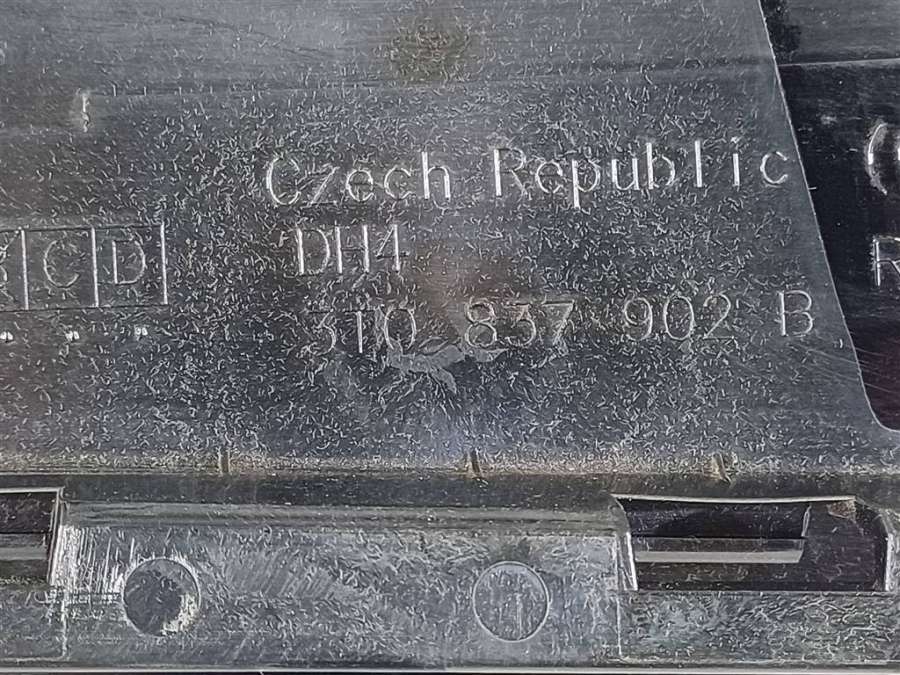 Czech Republic
C D
DH4
3T0 837 902 B
R